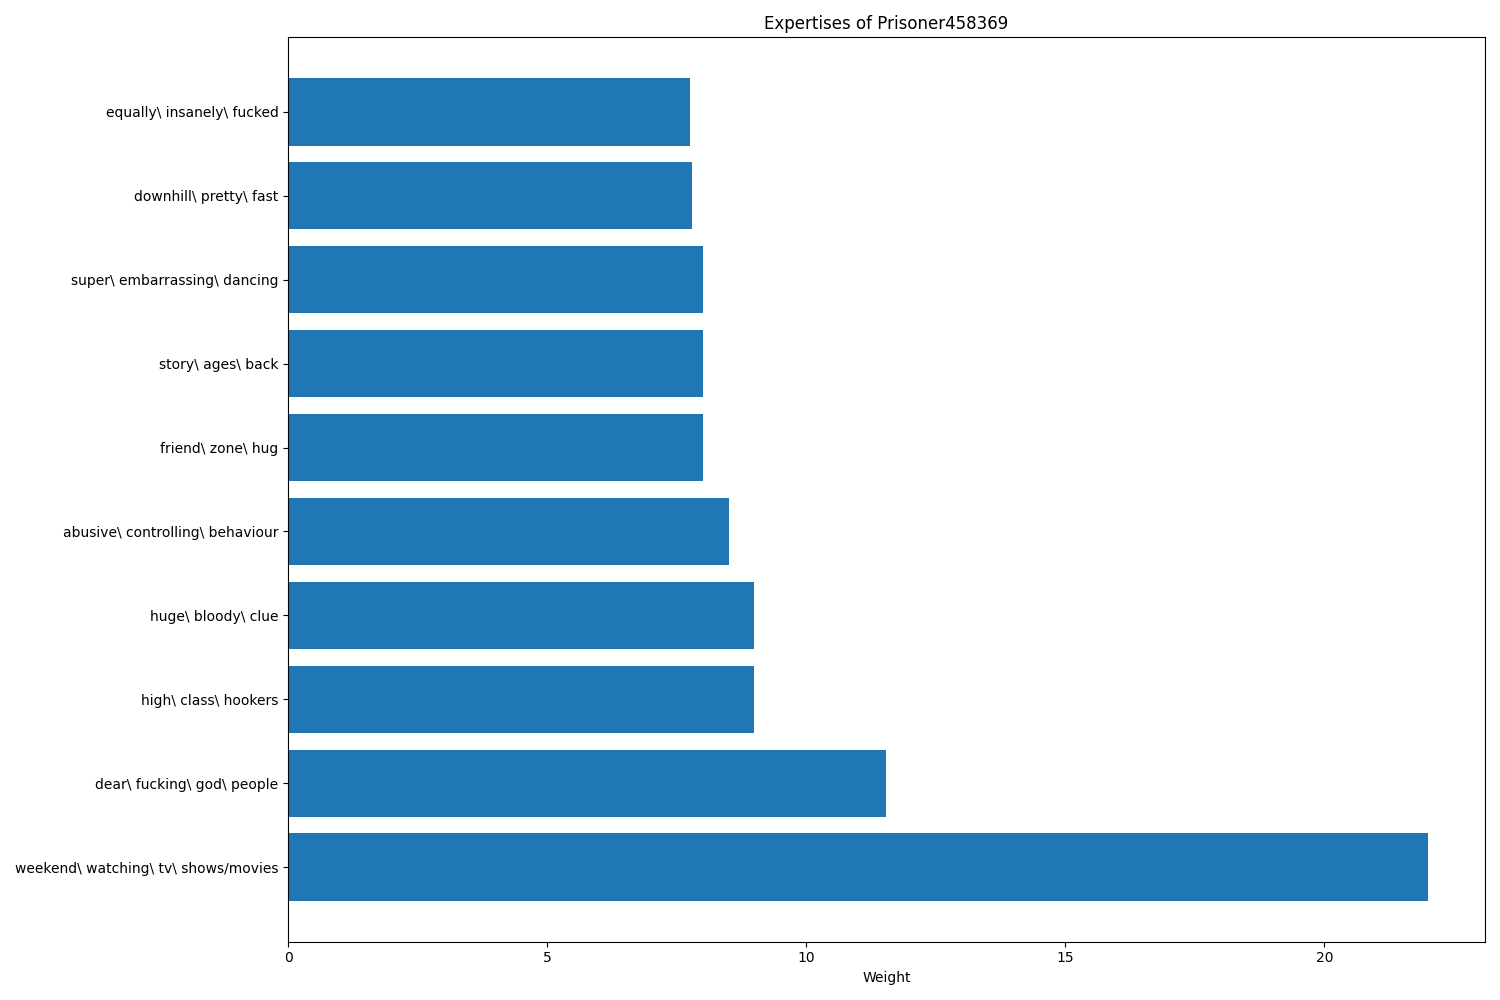 Expertises of Prisoner458369
equally\ insanely\ fucked
downhill\ pretty\ fast
super\ embarrassing\ dancing
story\ ages\ back
friend\ zone\ hug
abusive\ controlling\ behaviour
huge\ bloody\ clue
high\ class\ hookers
dear\ fucking\ god\ people
weekend\ watching\ tv\ shows/movies
0 5 10 15 20
Weight